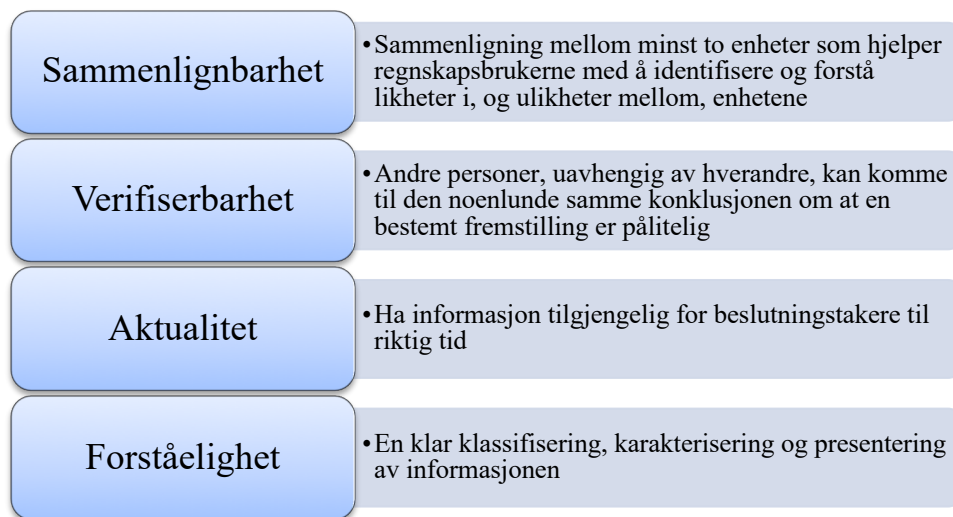 Sammenlignbarhet
•Sammenligning mellom minst to enheter som hjelper
regnskapsbrukerne med å identifisere og forstå
likheter i, og ulikheter mellom, enhetene
Verifiserbarhet
•Andre personer, uavhengig av hverandre, kan komme
til den noenlunde samme konklusjonen om at en
bestemt fremstilling er pålitelig
Aktualitet
•Ha informasjon tilgjengelig for beslutningstakere til
riktig tid
Forståelighet
•En klar klassifisering, karakterisering og presentering
av informasjonen